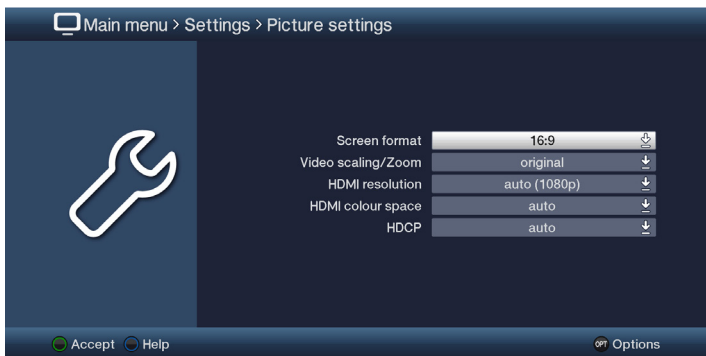 Main menu > Settings > Picture settings
Screen format 16:9
Video scaling/Zoom original
HDMI resolution auto (1080p)
HDMI colour space auto
HDCP auto
Accept Help OPT Options